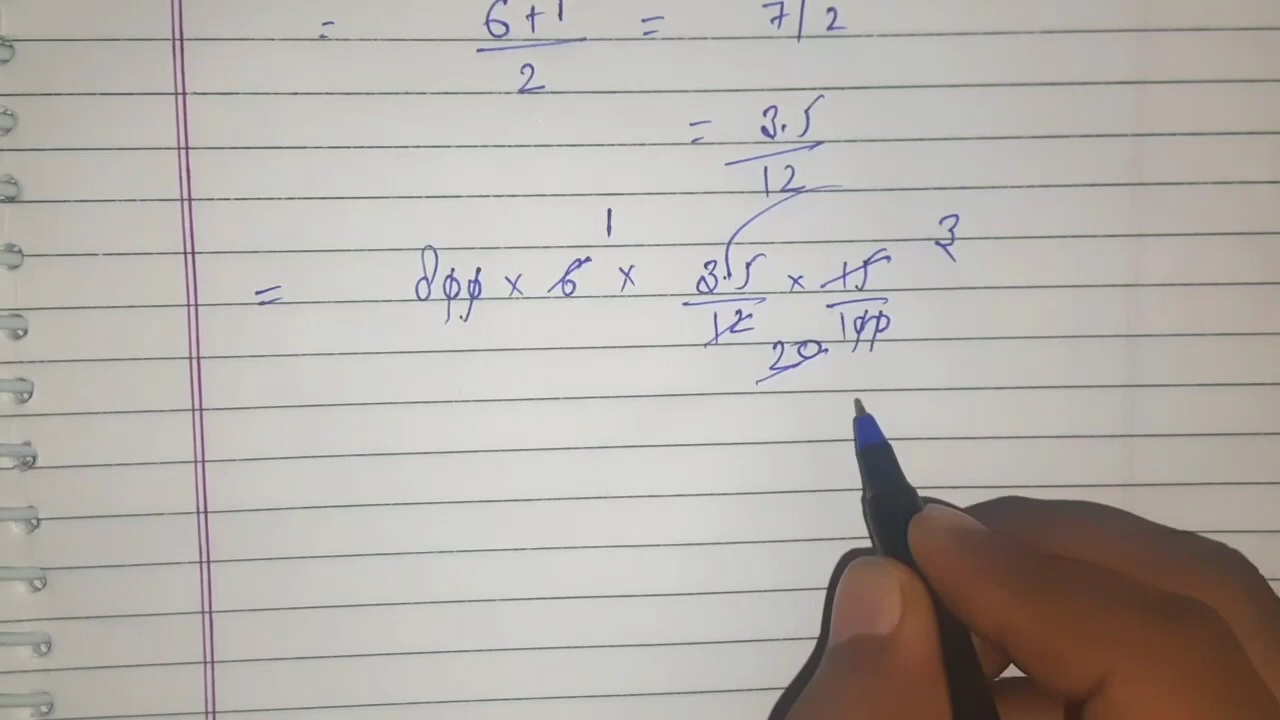 = 6+1/2 = 7/2
= 3.5/12
= 800 × 6 1 × 3.5/12 × 15/100 3
20